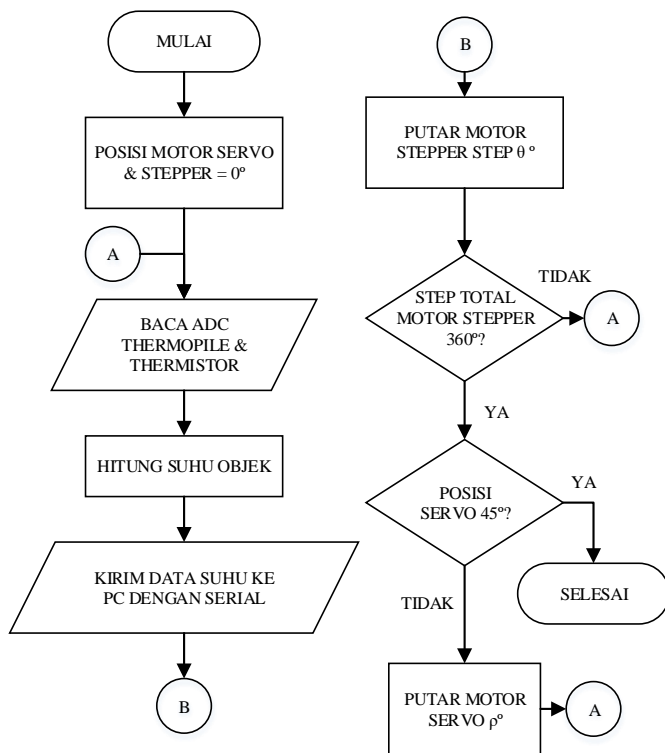 MULAI
POSISI MOTOR SERVO
& STEPPER = 0º
A
BACA ADC
THERMOPILE &
THERMISTOR
HITUNG SUHU OBJEK
KIRIM DATA SUHU KE
PC DENGAN SERIAL
B
B
PUTAR MOTOR
STEPPER STEP θ º
STEP TOTAL
MOTOR STEPPER
360º?
TIDAK
A
YA
POSISI
SERVO 45º?
YA
SELESAI
TIDAK
PUTAR MOTOR
SERVO ρº
A